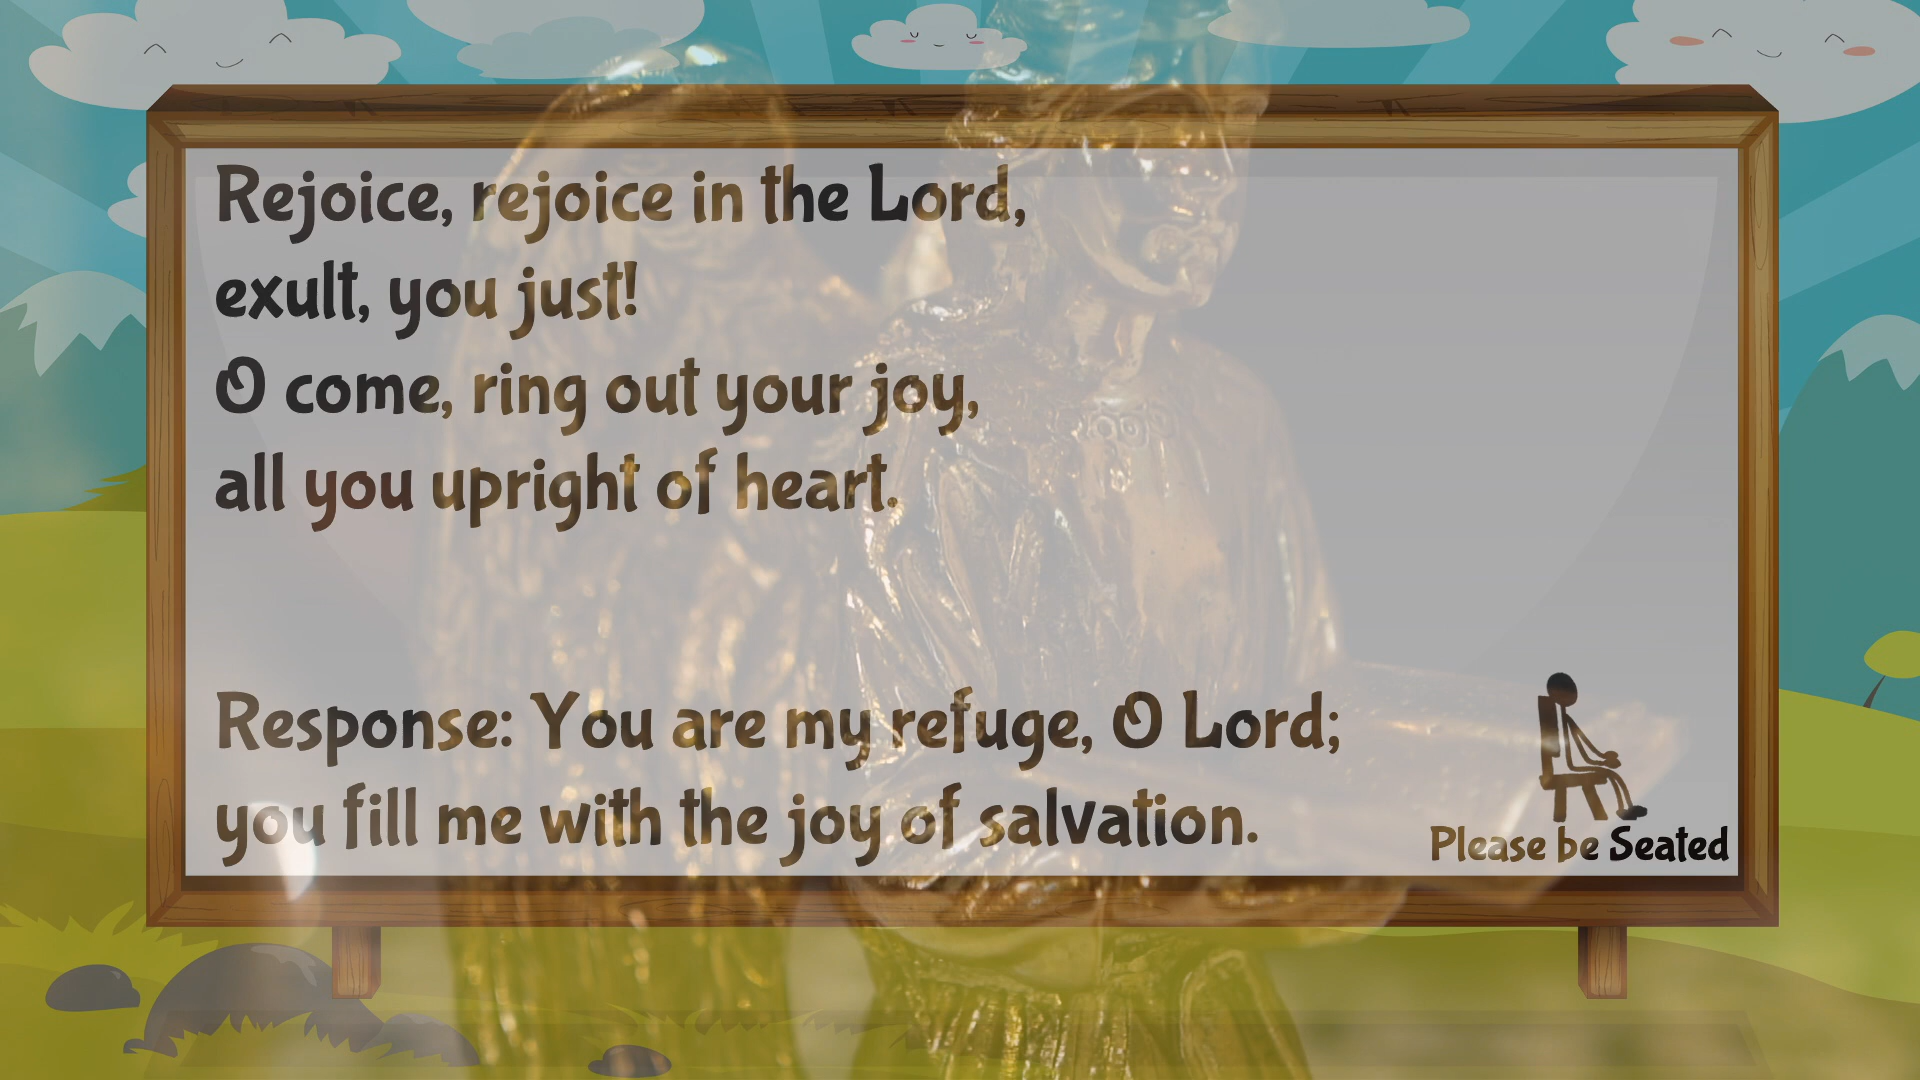 Rejoice, rejoice in the Lord,
exult, you just!
O come, ring out your joy,
all you upright of heart.
Response: You are my refuge, O Lord;
you fill me with the joy of salvation.
Please be Seated